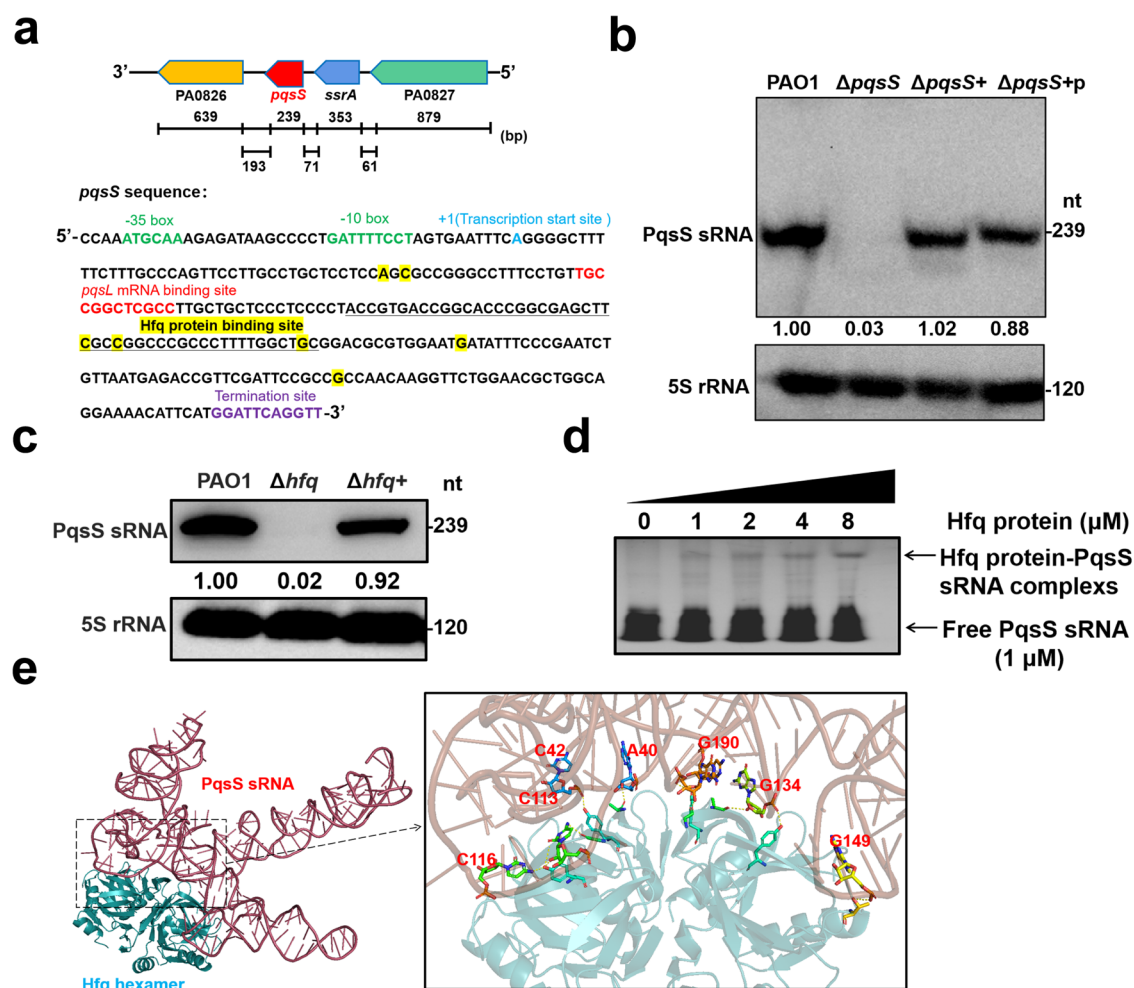 a
3’
5’
PA0826
pqsS
ssrA
PA0827
639
239
353
879
(bp)
193
71
61
pqsS sequence:
-35 box
-10 box
+1(Transcription start site )
5’-CCAAATGCAAAGAGATAAGCCCCTGATTTTCCTAGTGAATTTCAGGGGCTTT
TTCTTTGCCCAGTTCCTTGCCTGCTCCTCCAGCGCCGGGCCTTTCCTGTTGC
pqsL mRNA binding site
CGGCTCGCCTTGCTGCTCCCTCCCCTACCGTGACCGGCACCCGGCGAGCTT
Hfq protein binding site
CGCCGGCCCGCCCTTTTGGCTGCGGACGCGTGGAATGATATTTCCCGAATCT
GTTAATGAGACCGTTCGATTCCGCCGCCAACAAGGTTCTGGAACGCTGGCA
Termination site
GGAAAACATTCATGGATTCAGGTT-3’
b
PAO1 ΔpqsS ΔpqsS+ ΔpqsS+p
nt
PqsS sRNA
-239
1.00 0.03 1.02 0.88
5S rRNA
-120
c
PAO1 Δhfq Δhfq+
nt
PqsS sRNA
-239
1.00 0.02 0.92
5S rRNA
-120
d
0 1 2 4 8 Hfq protein (μM)
Hfq protein-PqsS
sRNA complexs
Free PqsS sRNA
(1 μM)
e
PqsS sRNA
Hfq hexamer
C42
A40
G190
C113
G134
C116
G149